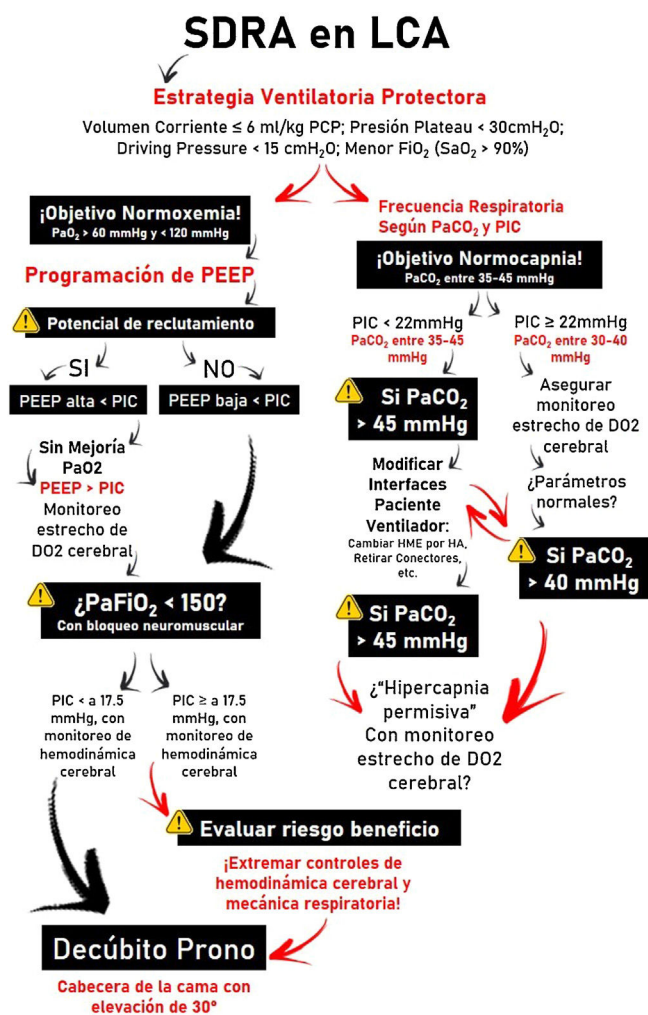 SDRA en LCA
Estrategia Ventilatoria Protectora
Volumen Corriente ≤ 6 ml/kg PCP; Presión Plateau < 30cmH₂O;
Driving Pressure < 15 cmH₂O; Menor FiO₂ (SaO₂ > 90%)
¡Objetivo Normoxemia!
PaO₂ > 60 mmHg y < 120 mmHg
Programación de PEEP
Potencial de reclutamiento
SI
NO
PEEP alta < PIC
PEEP baja < PIC
Sin Mejoría
PaO2
PEEP > PIC
Monitoreo
estrecho de
DO2 cerebral
¿PaFiO₂ < 150?
Con bloqueo neuromuscular
PIC < a 17.5
mmHg, con
monitoreo de
hemodinámica
cerebral
PIC ≥ a 17.5
mmHg, con
monitoreo de
hemodinámica
cerebral
Frecuencia Respiratoria
Según PaCO₂ y PIC
¡Objetivo Normocapnia!
PaCO₂ entre 35-45 mmHg
PIC < 22mmHg
PaCO₂ entre 35-45
mmHg
Si PaCO₂
> 45 mmHg
Modificar
Interfaces
Paciente
Ventilador:
Cambiar HME por HA,
Retirar Conectores,
etc.
Si PaCO₂
> 45 mmHg
PIC ≥ 22mmHg
PaCO₂ entre 30-40
mmHg
Asegurar
monitoreo
estrecho de DO2
cerebral
¿Parámetros
normales?
Si PaCO₂
> 40 mmHg
¿“Hipercapnia
permisiva”
Con monitoreo
estrecho de DO2
cerebral?
Evaluar riesgo beneficio
¡Extremar controles de
hemodinámica cerebral y
mecánica respiratoria!
Decúbito Prono
Cabecera de la cama con
elevación de 30°